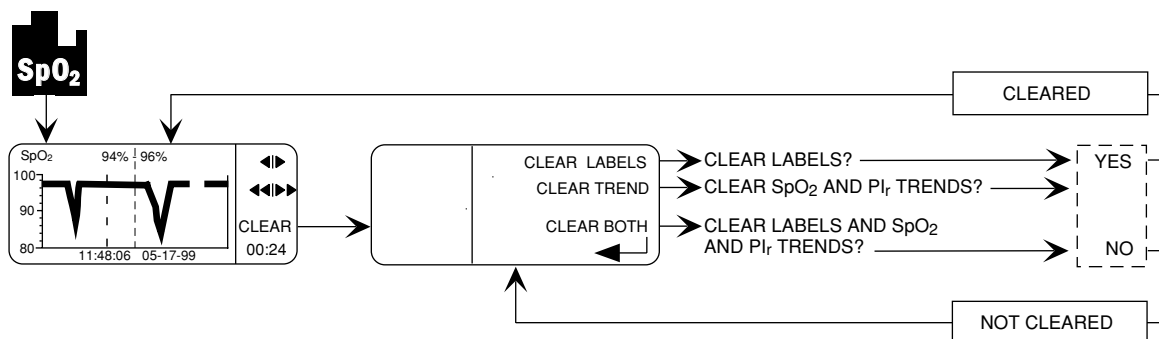 SpO₂
CLEARED
SpO₂ 94% 96%
100
90
80
11:48:06 05-17-99
CLEAR
00:24
CLEAR LABELS
CLEAR TREND
CLEAR BOTH
CLEAR LABELS?
CLEAR SpO₂ AND PIᵣ TRENDS?
CLEAR LABELS AND SpO₂
AND PIᵣ TRENDS?
YES
NO
NOT CLEARED